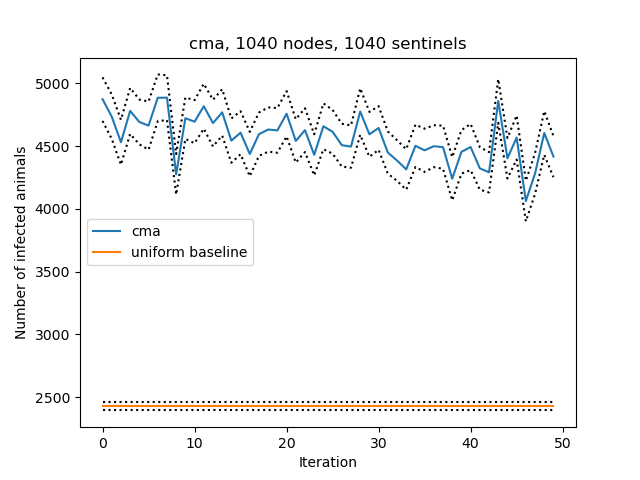 cma, 1040 nodes, 1040 sentinels
Number of infected animals
5000
4500
4000
3500
3000
2500
cma
uniform baseline
0
10
20
30
40
50
Iteration